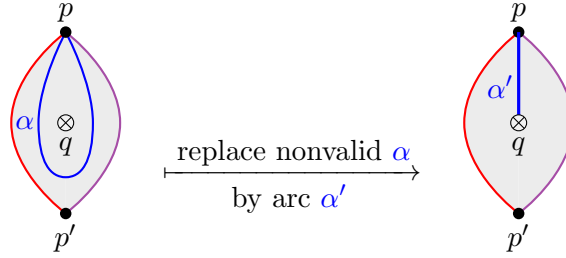 p
α
q
p'
replace nonvalid α
by arc α'
p
α'
q
p'